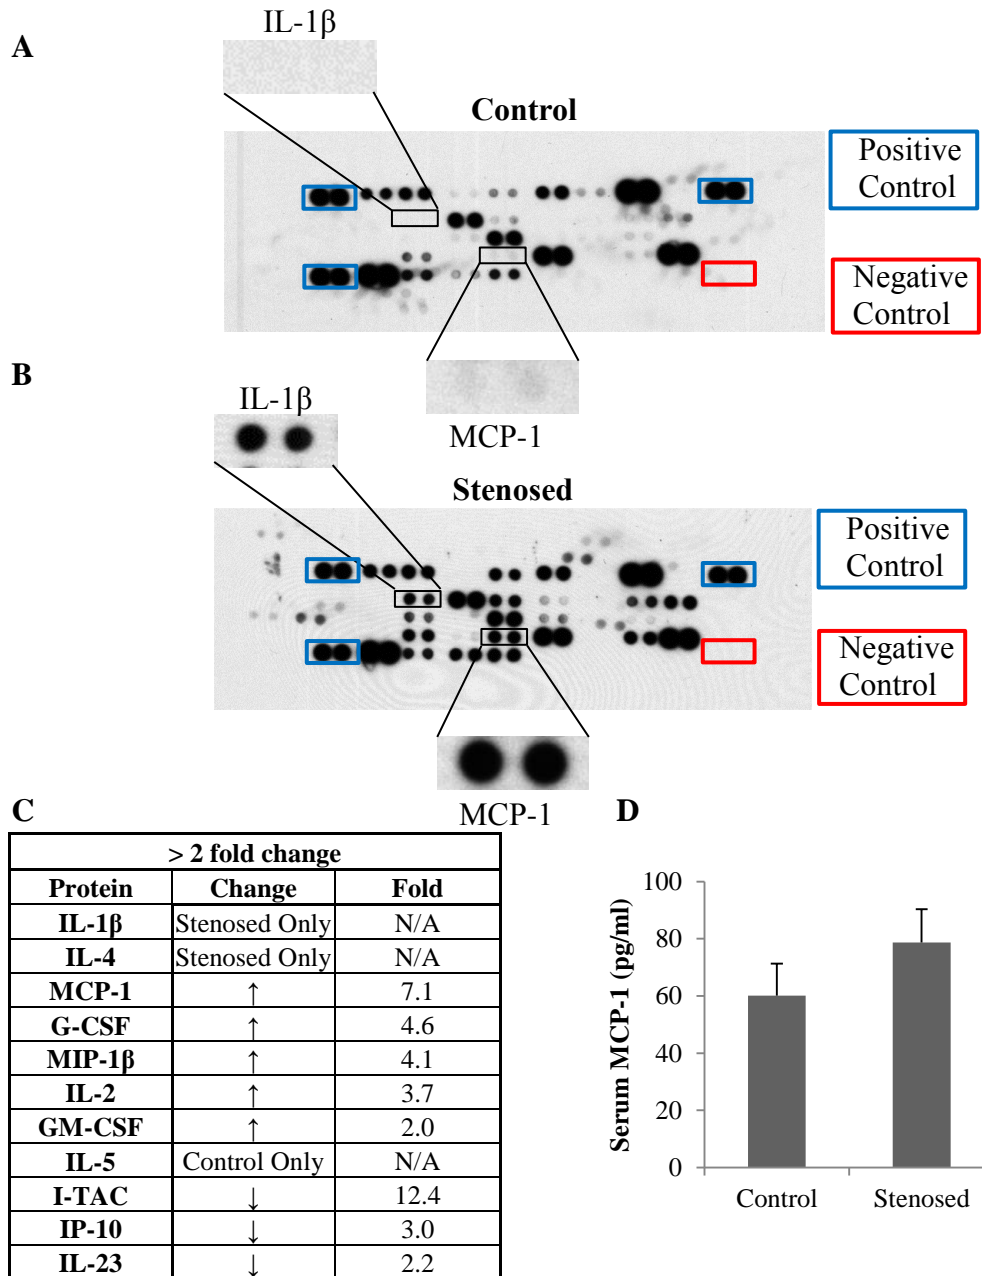 A
IL-1β
Control
Positive
Control
Negative
Control
MCP-1
B
IL-1β
Stenosed
Positive
Control
Negative
Control
MCP-1
C
> 2 fold change
Protein Change Fold
IL-1β Stenosed Only N/A
IL-4 Stenosed Only N/A
MCP-1 ↑ 7.1
G-CSF ↑ 4.6
MIP-1β ↑ 4.1
IL-2 ↑ 3.7
GM-CSF ↑ 2.0
IL-5 Control Only N/A
I-TAC ↓ 12.4
IP-10 ↓ 3.0
IL-23 ↓ 2.2
D
Serum MCP-1 (pg/ml)
100
80
60
40
20
0
Control Stenosed